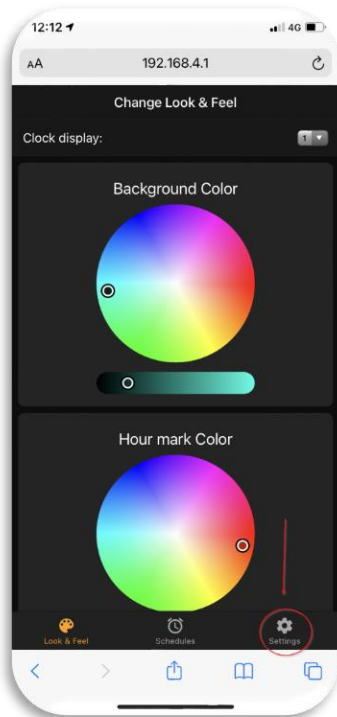 12:12
4G
AA
192.168.4.1
Change Look & Feel
Clock display:
1
Background Color
Hour mark Color
Look & Feel
Schedules
Settings